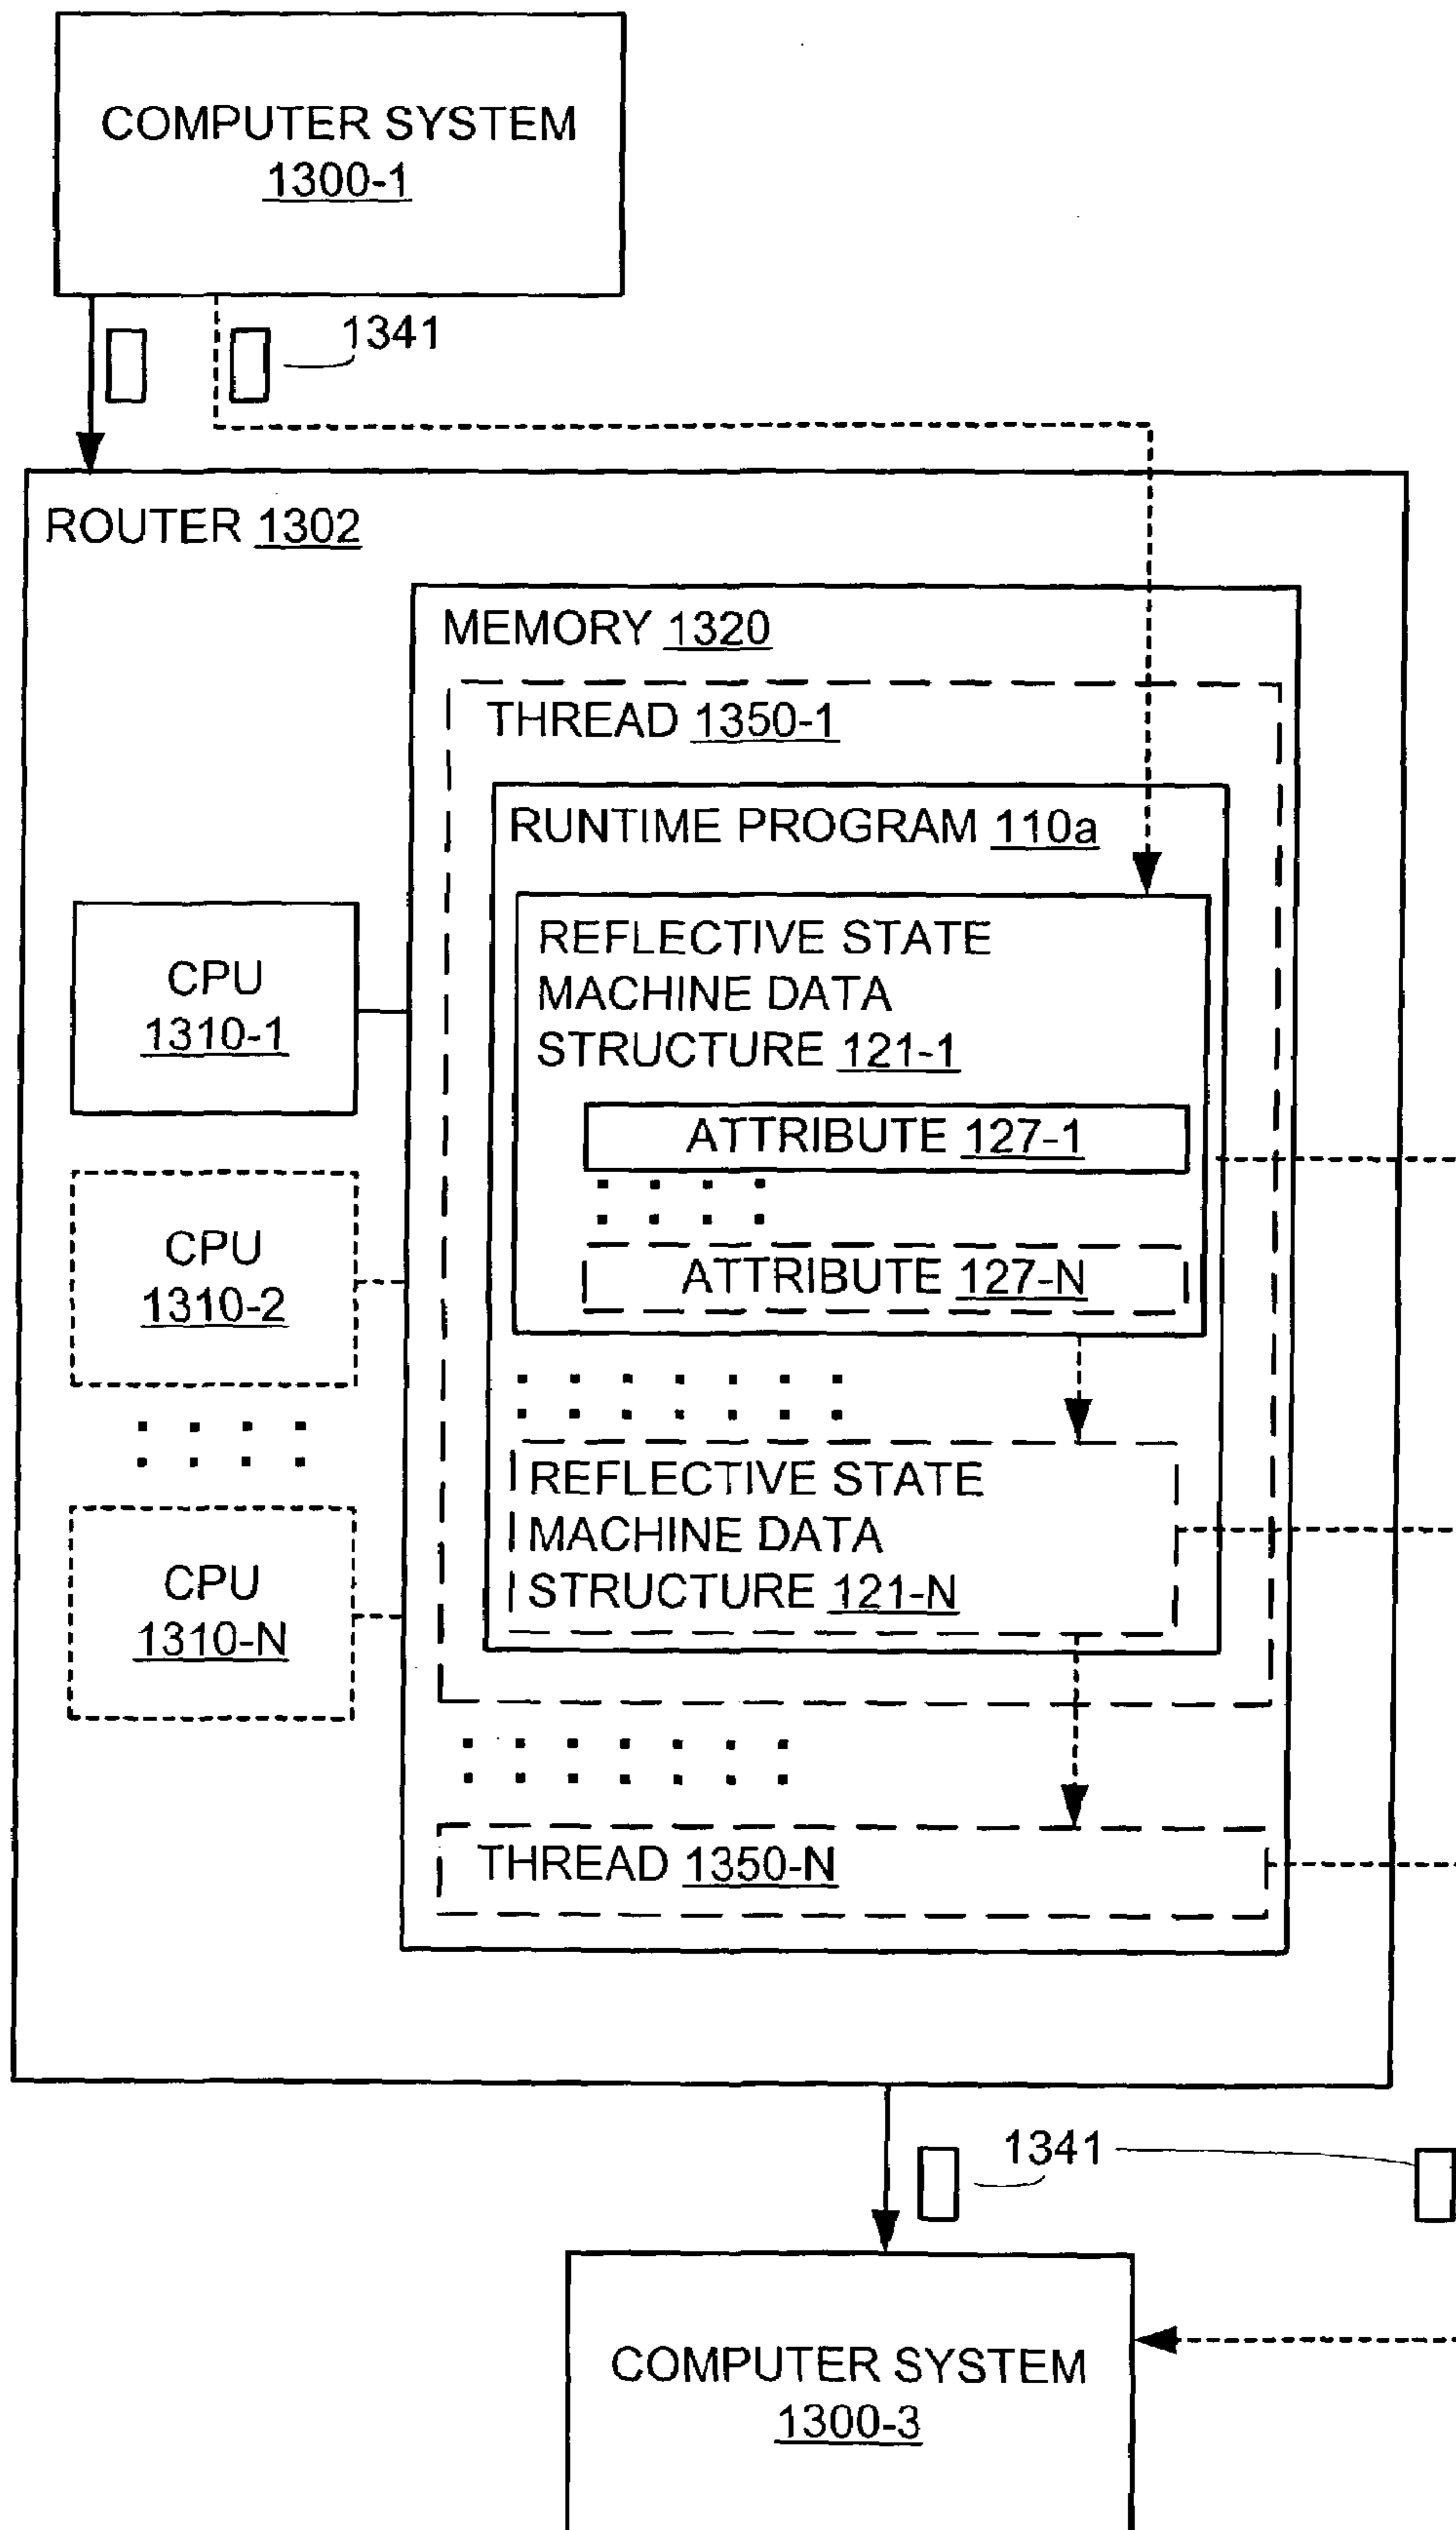 COMPUTER SYSTEM
1300-1
1341
ROUTER 1302
MEMORY 1320
THREAD 1350-1
RUNTIME PROGRAM 110a
REFLECTIVE STATE
MACHINE DATA
STRUCTURE 121-1
ATTRIBUTE 127-1
ATTRIBUTE 127-N
CPU
1310-1
CPU
1310-2
CPU
1310-N
REFLECTIVE STATE
MACHINE DATA
STRUCTURE 121-N
THREAD 1350-N
1341
COMPUTER SYSTEM
1300-3